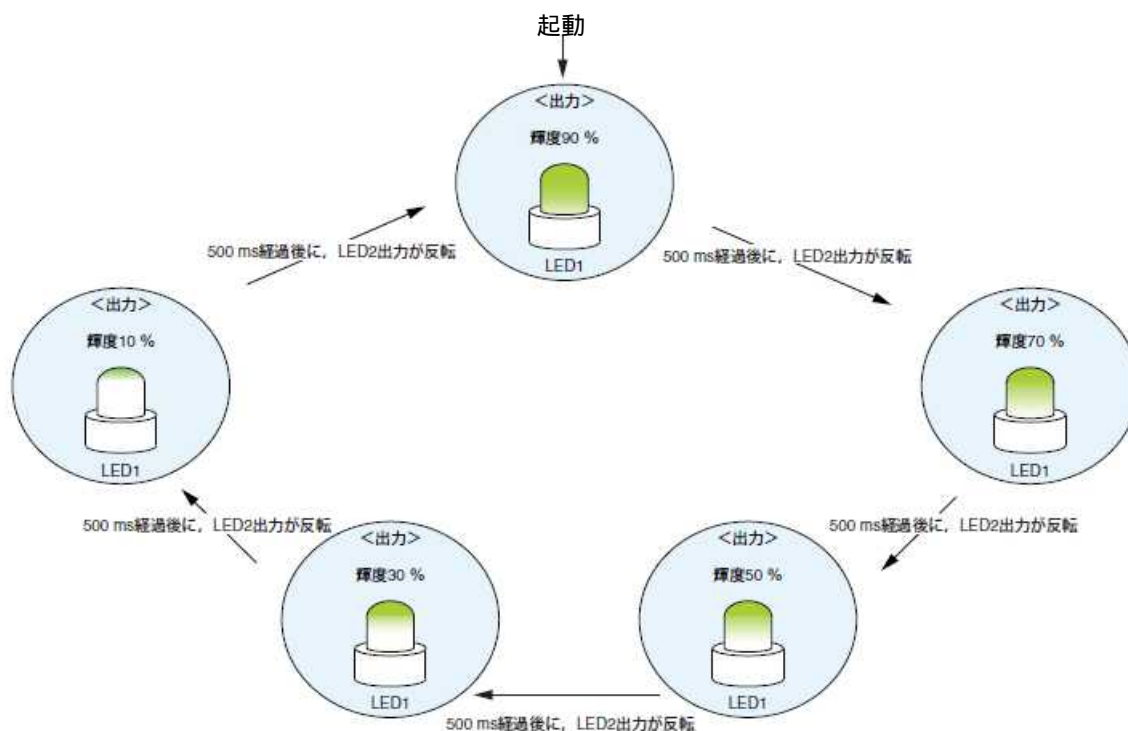 起動
<出力>
輝度90 %
LED1
500 ms経過後に，LED2出力が反転
500 ms経過後に，LED2出力が反転
<出力>
輝度10 %
LED1
<出力>
輝度70 %
LED1
500 ms経過後に，LED2出力が反転
500 ms経過後に，LED2出力が反転
<出力>
輝度30 %
LED1
<出力>
輝度50 %
LED1
500 ms経過後に，LED2出力が反転